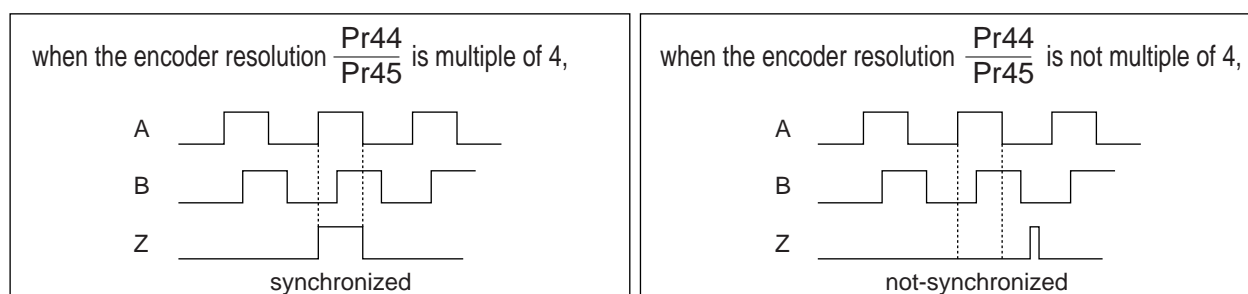 when the encoder resolution Pr44/Pr45 is multiple of 4,
A
B
Z
synchronized
when the encoder resolution Pr44/Pr45 is not multiple of 4,
A
B
Z
not-synchronized